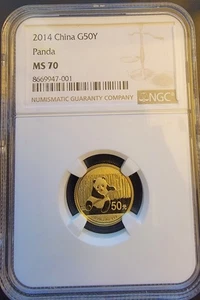 2014 China G50Y
Panda
MS 70
8669947-001
NUMISMATIC GUARANTY COMPANY
NGC
50元